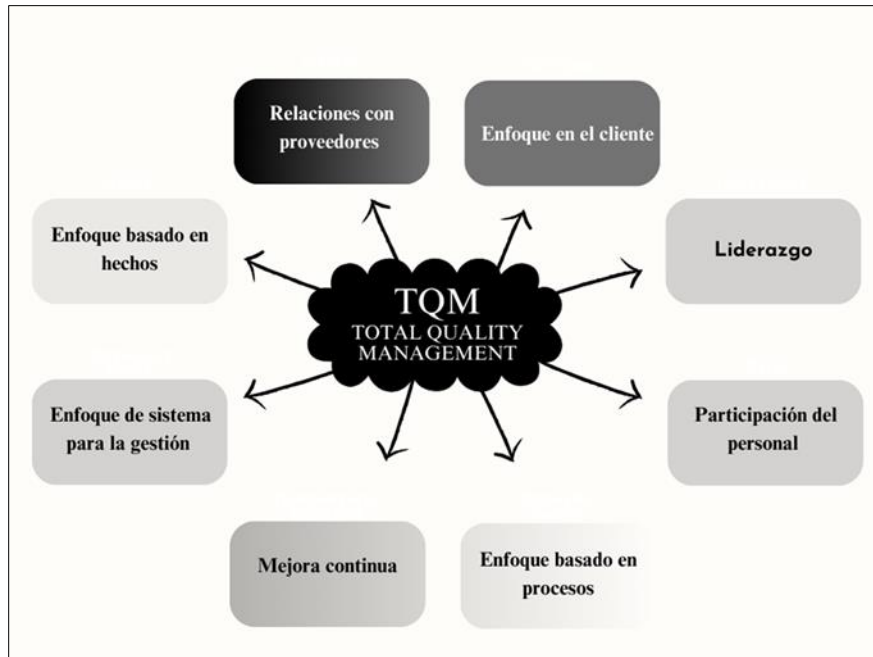 Relaciones con
proveedores
Enfoque en el cliente
Enfoque basado en
hechos
Liderazgo
TQM
TOTAL QUALITY
MANAGEMENT
Enfoque de sistema
para la gestión
Participación del
personal
Mejora continua
Enfoque basado en
procesos